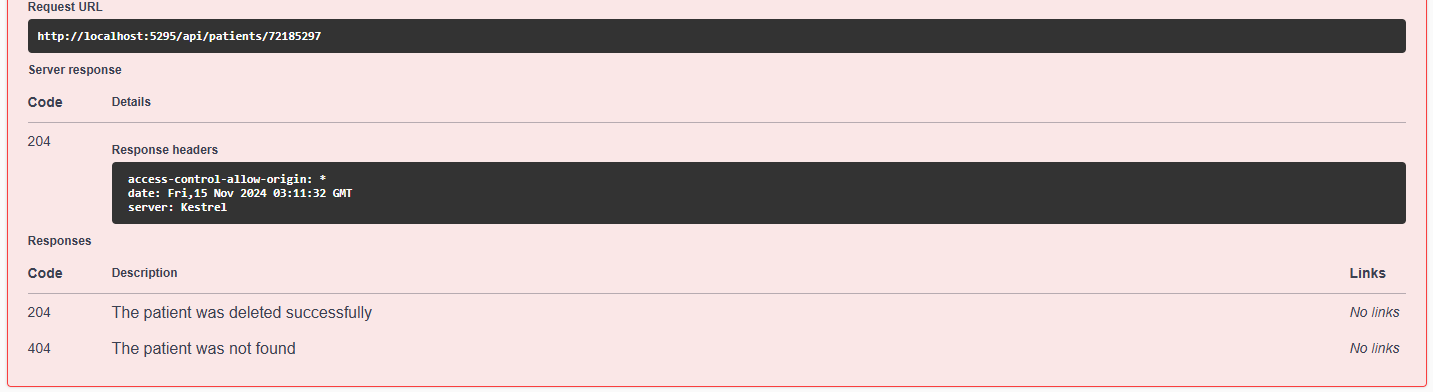 Request URL
http://localhost:5295/api/patients/72185297
Server response
Code Details
204
Response headers
access-control-allow-origin: *
date: Fri,15 Nov 2024 03:11:32 GMT
server: Kestrel
Responses
Code Description Links
204 The patient was deleted successfully No links
404 The patient was not found No links